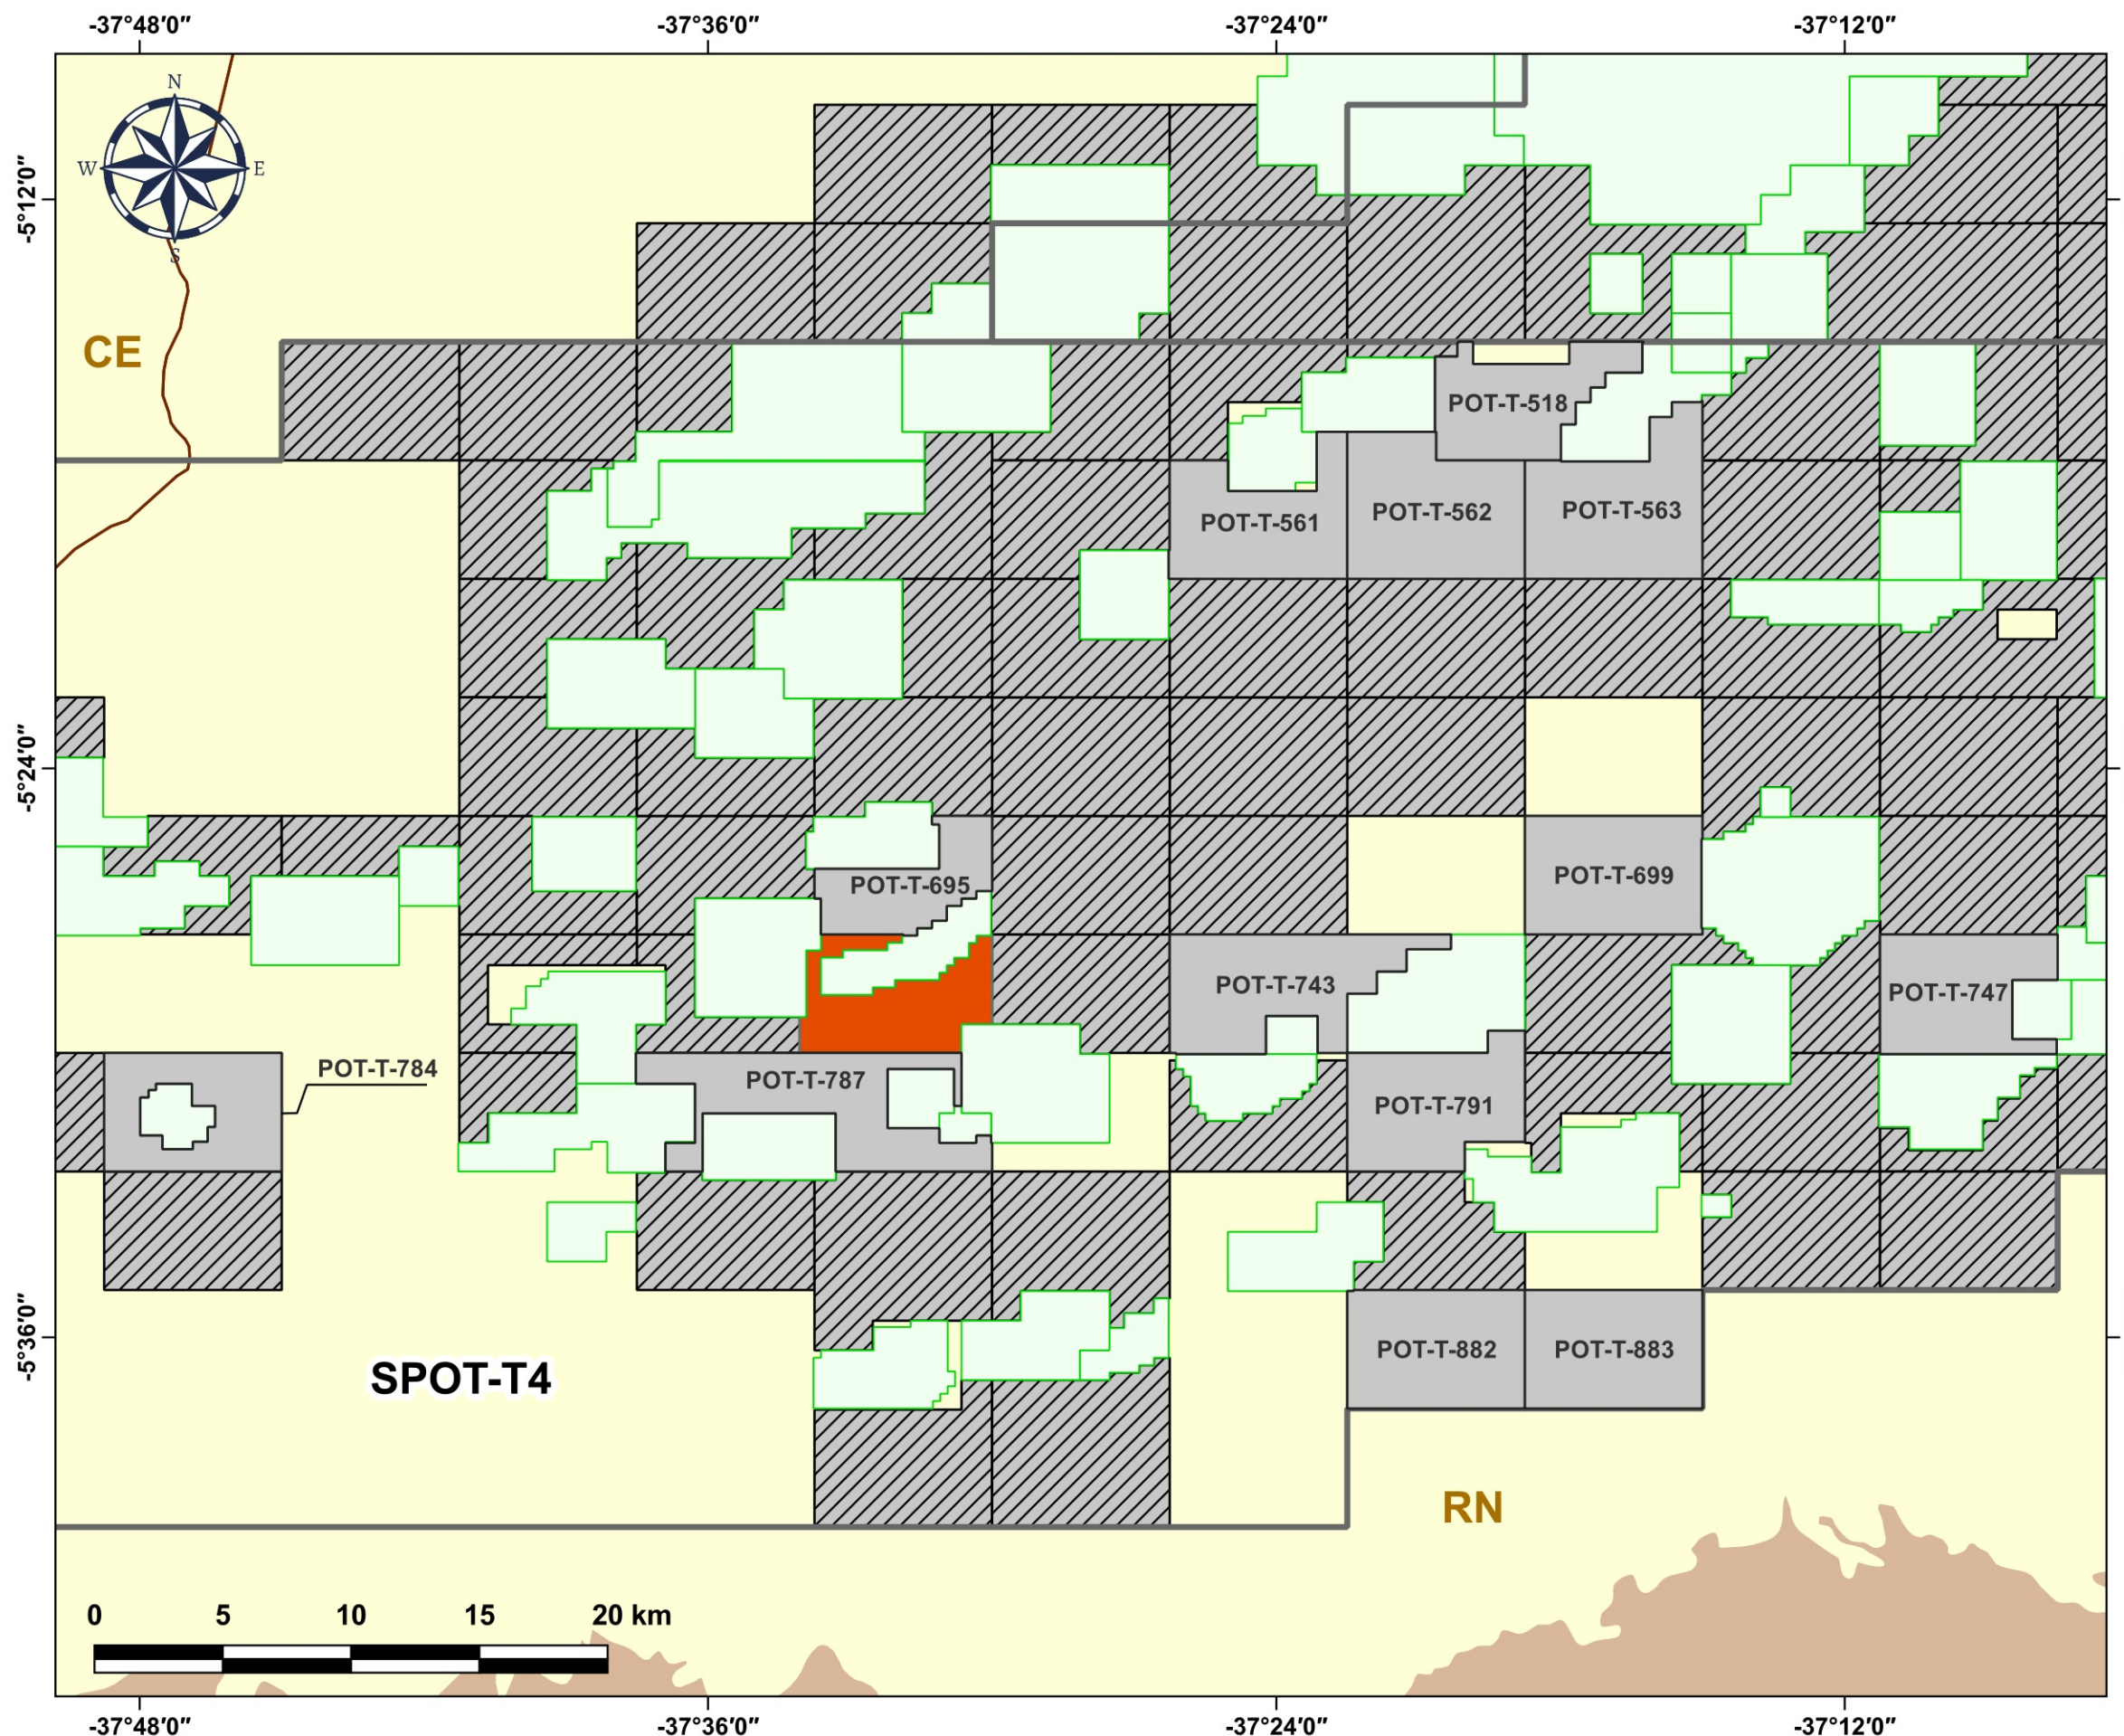 -37°48′0″ -37°36′0″ -37°24′0″ -37°12′0″
N
W E
S
-5°12′0″
CE
POT-T-518
POT-T-561 POT-T-562 POT-T-563
-5°24′0″
POT-T-695 POT-T-699
POT-T-743 POT-T-747
POT-T-784 POT-T-787 POT-T-791
-5°36′0″
POT-T-882 POT-T-883
SPOT-T4
RN
0 5 10 15 20 km
-37°48′0″ -37°36′0″ -37°24′0″ -37°12′0″